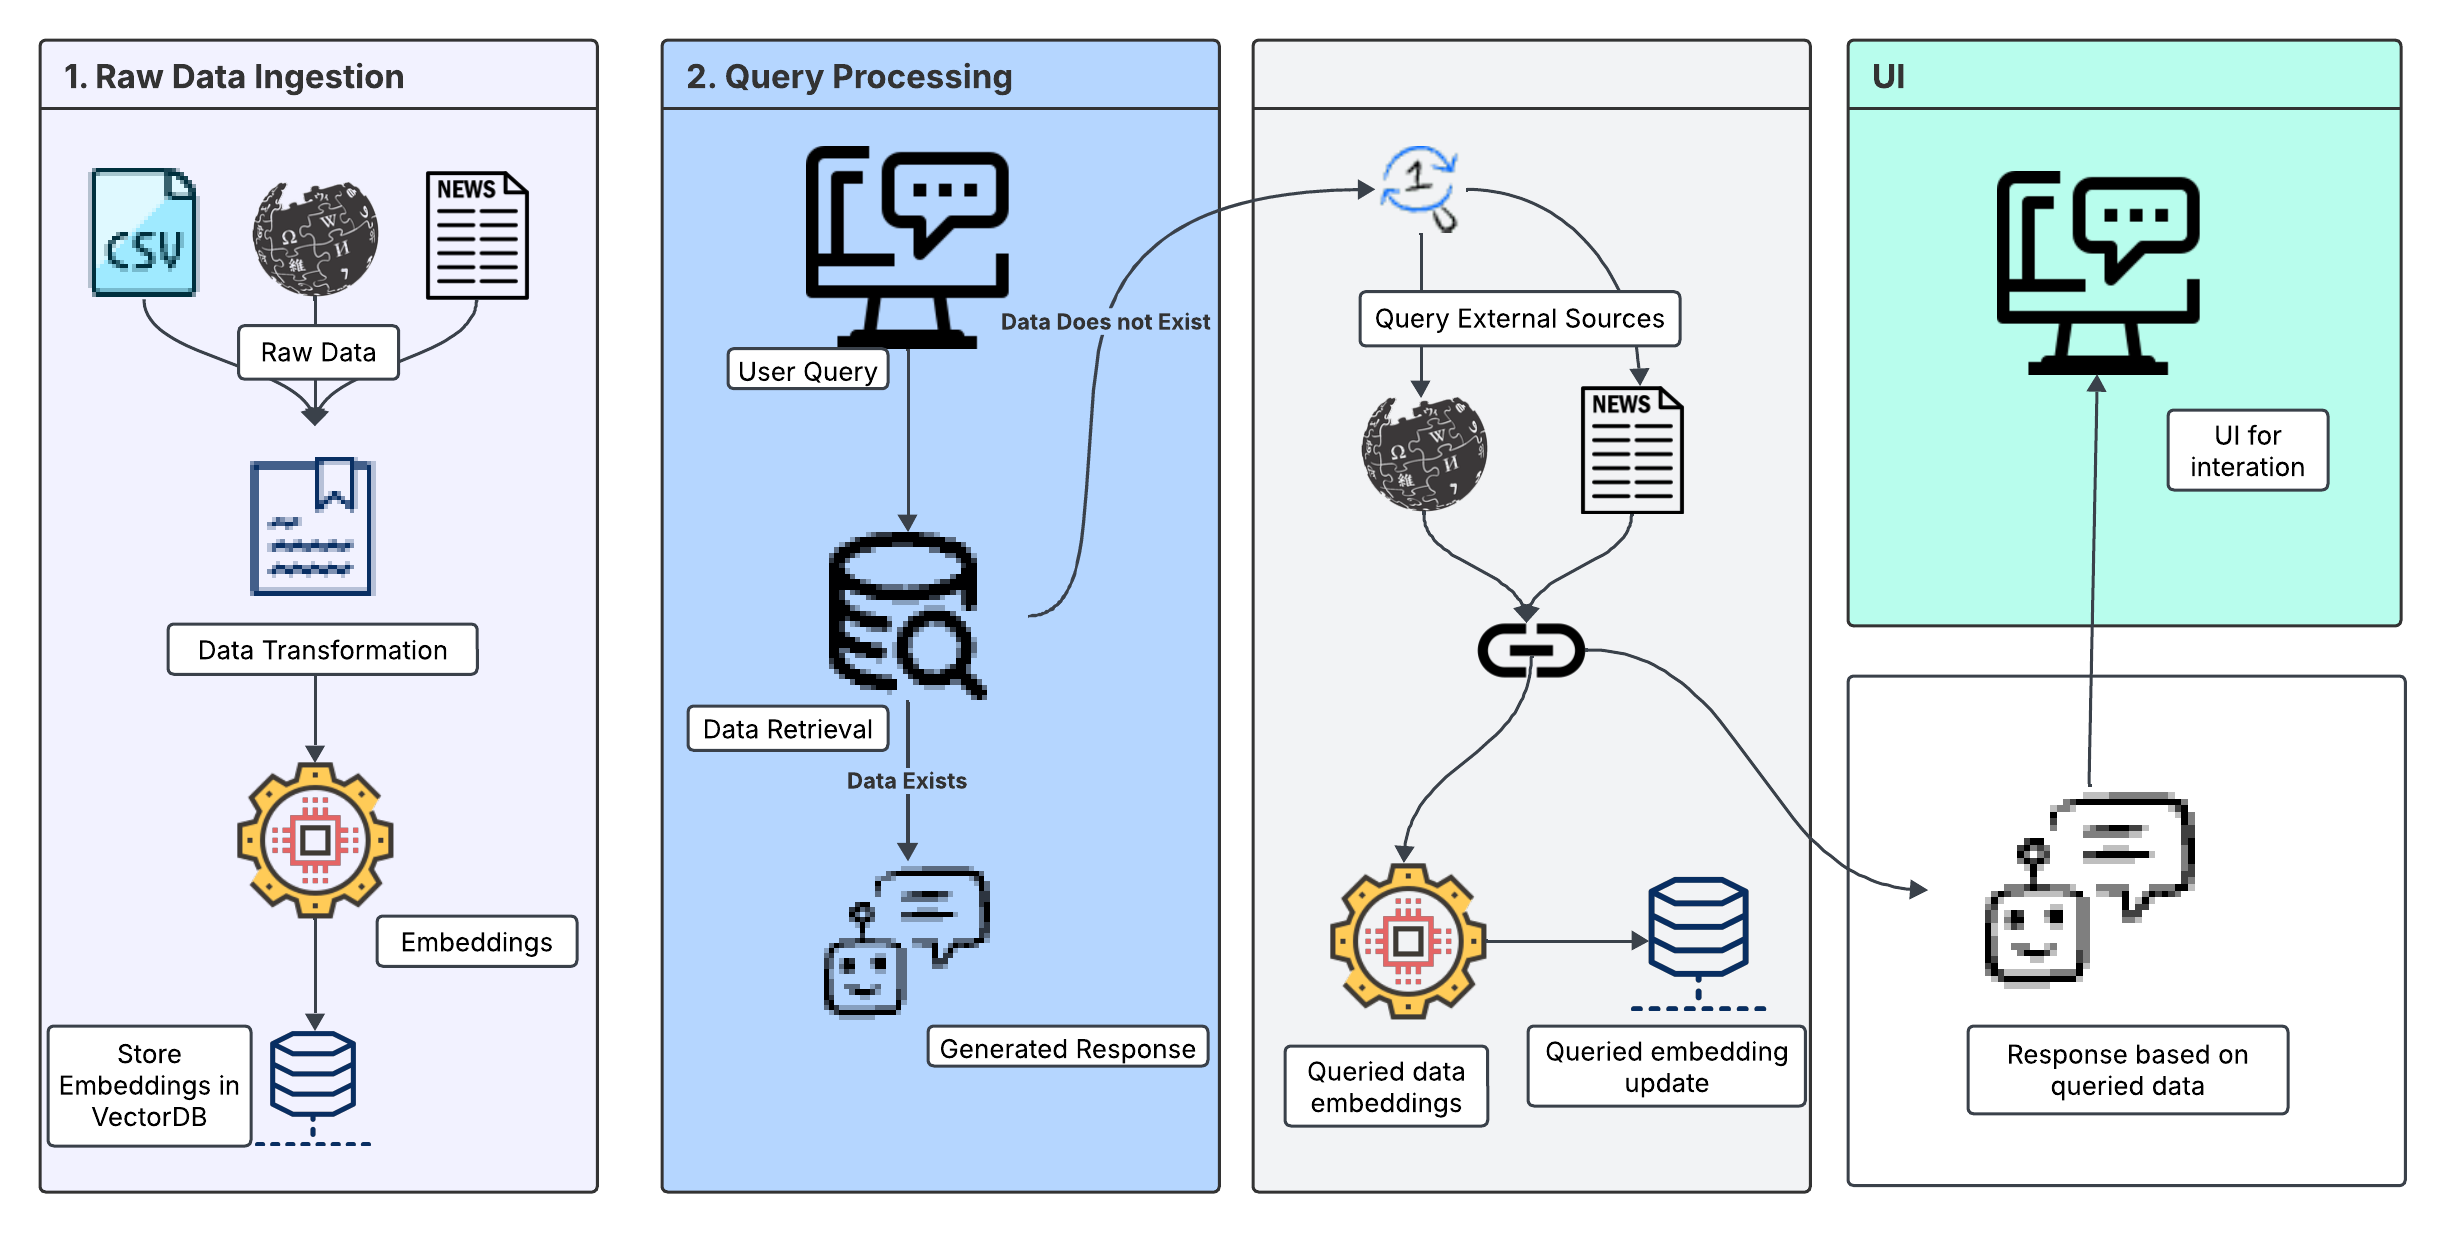 1. Raw Data Ingestion
CSV
NEWS
Raw Data
Data Transformation
Embeddings
Store
Embeddings in
VectorDB
2. Query Processing
User Query
Data Does not Exist
Data Retrieval
Data Exists
Generated Response
1
Query External Sources
NEWS
Queried data
embeddings
Queried embedding
update
UI
UI for
interation
Response based on
queried data